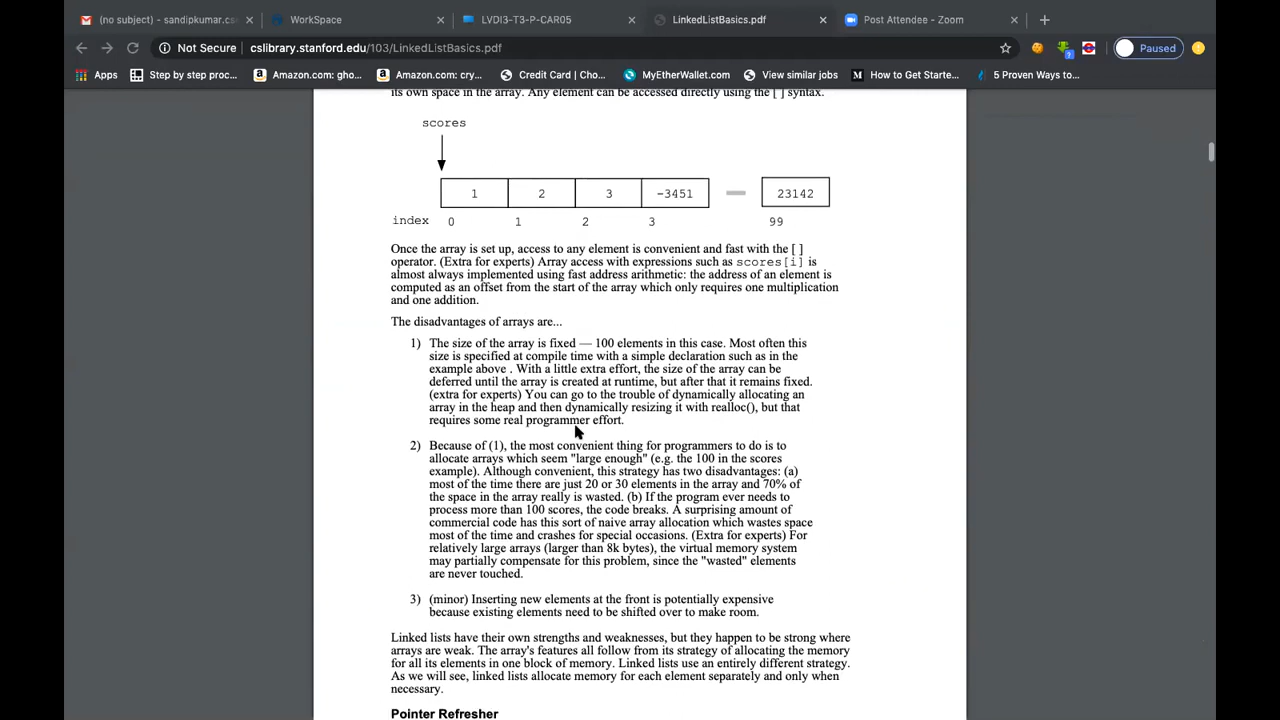 (no subject) - sandipkumar.cs
WorkSpace
LVDI3-T3-P-CAR05
LinkedListBasics.pdf
Post Attendee - Zoom
Not Secure
cslibrary.stanford.edu/103/LinkedListBasics.pdf
Paused
Apps
Step by step proc...
Amazon.com: gho...
Amazon.com: cry...
Credit Card | Cho...
MyEtherWallet.com
View similar jobs
How to Get Starte...
5 Proven Ways to...
its own space in the array. Any element can be accessed directly using the [ ] syntax.
scores
1 2 3 -3451 23142
index 0 1 2 3 99
Once the array is set up, access to any element is convenient and fast with the [ ]
operator. (Extra for experts) Array access with expressions such as scores[i] is
almost always implemented using fast address arithmetic: the address of an element is
computed as an offset from the start of the array which only requires one multiplication
and one addition.
The disadvantages of arrays are...
1) The size of the array is fixed — 100 elements in this case. Most often this
size is specified at compile time with a simple declaration such as in the
example above . With a little extra effort, the size of the array can be
deferred until the array is created at runtime, but after that it remains fixed.
(extra for experts) You can go to the trouble of dynamically allocating an
array in the heap and then dynamically resizing it with realloc(), but that
requires some real programmer effort.
2) Because of (1), the most convenient thing for programmers to do is to
allocate arrays which seem "large enough" (e.g. the 100 in the scores
example). Although convenient, this strategy has two disadvantages: (a)
most of the time there are just 20 or 30 elements in the array and 70% of
the space in the array really is wasted. (b) If the program ever needs to
process more than 100 scores, the code breaks. A surprising amount of
commercial code has this sort of naive array allocation which wastes space
most of the time and crashes for special occasions. (Extra for experts) For
relatively large arrays (larger than 8k bytes), the virtual memory system
may partially compensate for this problem, since the "wasted" elements
are never touched.
3) (minor) Inserting new elements at the front is potentially expensive
because existing elements need to be shifted over to make room.
Linked lists have their own strengths and weaknesses, but they happen to be strong where
arrays are weak. The array's features all follow from its strategy of allocating the memory
for all its elements in one block of memory. Linked lists use an entirely different strategy.
As we will see, linked lists allocate memory for each element separately and only when
necessary.
Pointer Refresher